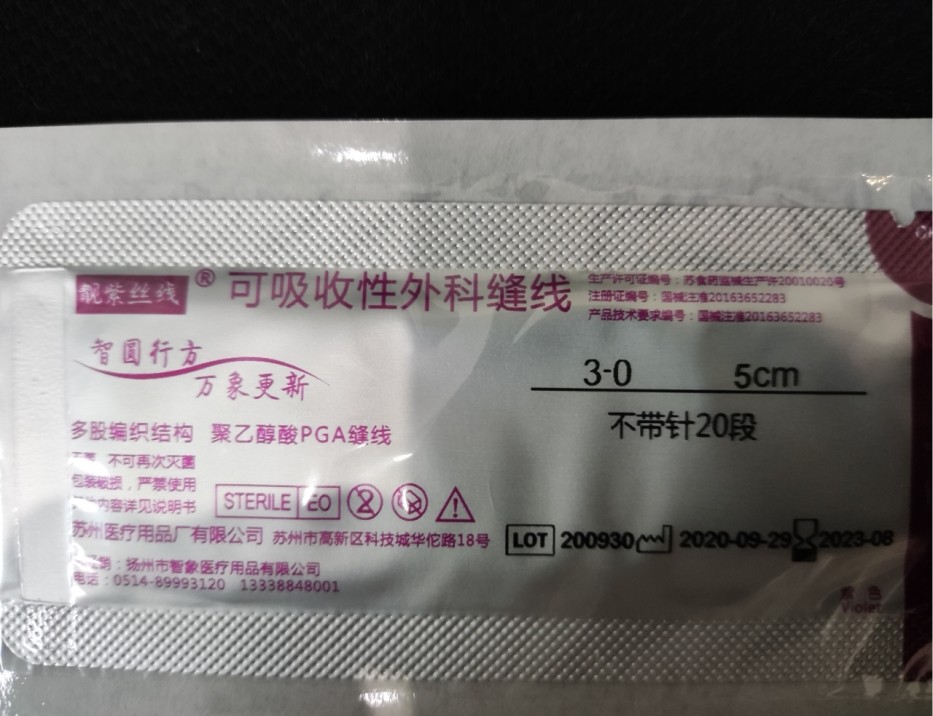 靓紫丝线® 可吸收性外科缝线
生产许可证编号：苏食药监械生产许20010020号
注册证编号：国械注准20163652283
产品技术要求编号：国械注准20163652283
智圆行方
万象更新
3-0 5cm
不带针20段
多股编织结构 聚乙醇酸PGA缝线
不可再次灭菌
包装破损，严禁使用
内容详见说明书
STERILE EO
苏州医疗用品厂有限公司 苏州市高新区科技城华佗路18号
LOT 200930 2020-09-29 2023-08
扬州市智象医疗用品有限公司
电话：0514-89993120 13338848001
紫色
Violet